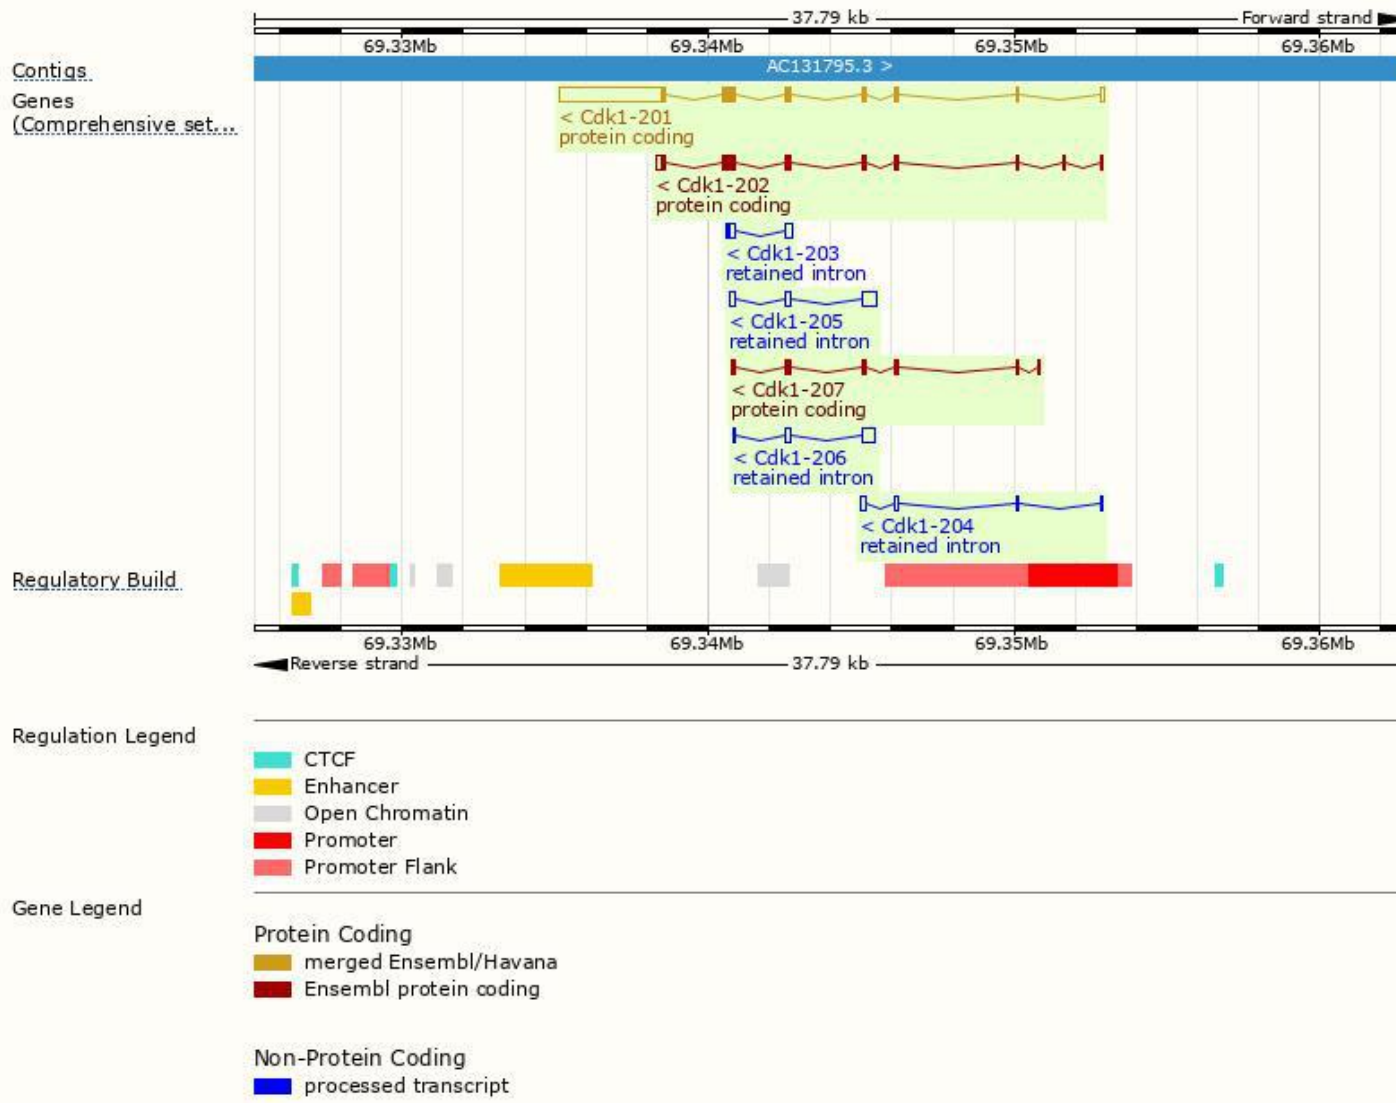 37.79 kb Forward strand
69.33Mb 69.34Mb 69.35Mb 69.36Mb
Contigs AC131795.3 >
Genes
(Comprehensive set...
< Cdk1-201
protein coding
< Cdk1-202
protein coding
< Cdk1-203
retained intron
< Cdk1-205
retained intron
< Cdk1-207
protein coding
< Cdk1-206
retained intron
< Cdk1-204
retained intron
Regulatory Build
69.33Mb 69.34Mb 69.35Mb 69.36Mb
Reverse strand 37.79 kb
Regulation Legend
CTCF
Enhancer
Open Chromatin
Promoter
Promoter Flank
Gene Legend
Protein Coding
merged Ensembl/Havana
Ensembl protein coding
Non-Protein Coding
processed transcript